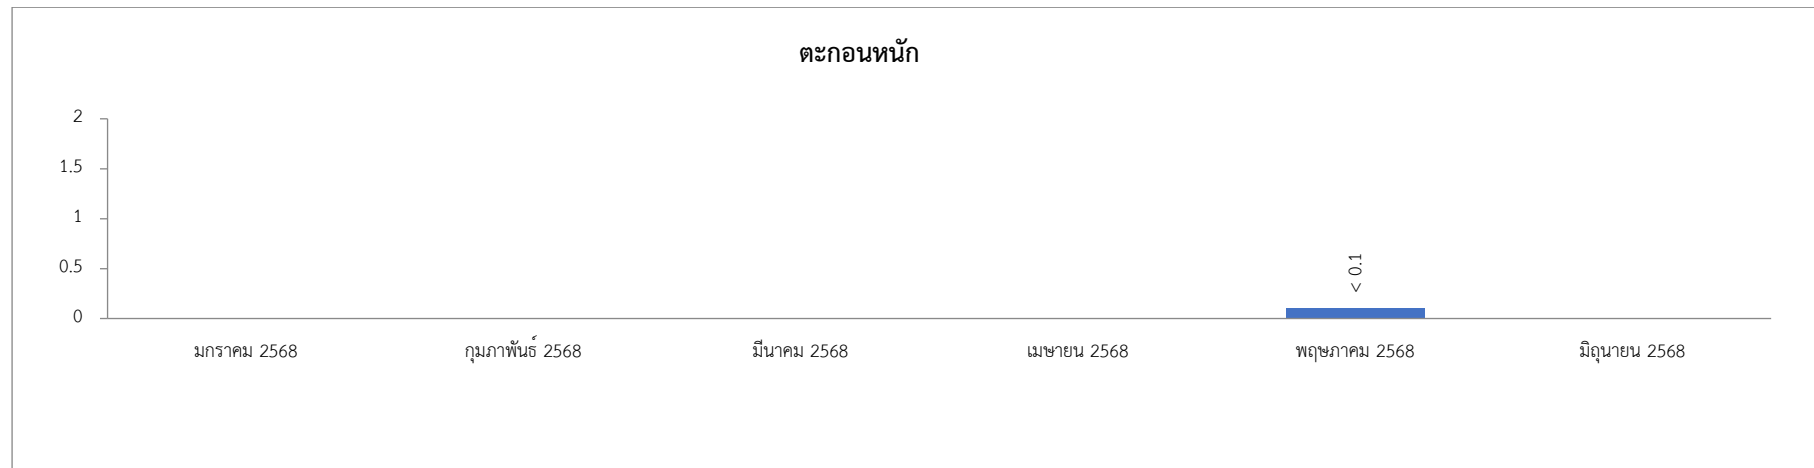 ตะกอนหนัก
2
1.5
1
0.5
0
< 0.1
มกราคม 2568
กุมภาพันธ์ 2568
มีนาคม 2568
เมษายน 2568
พฤษภาคม 2568
มิถุนายน 2568